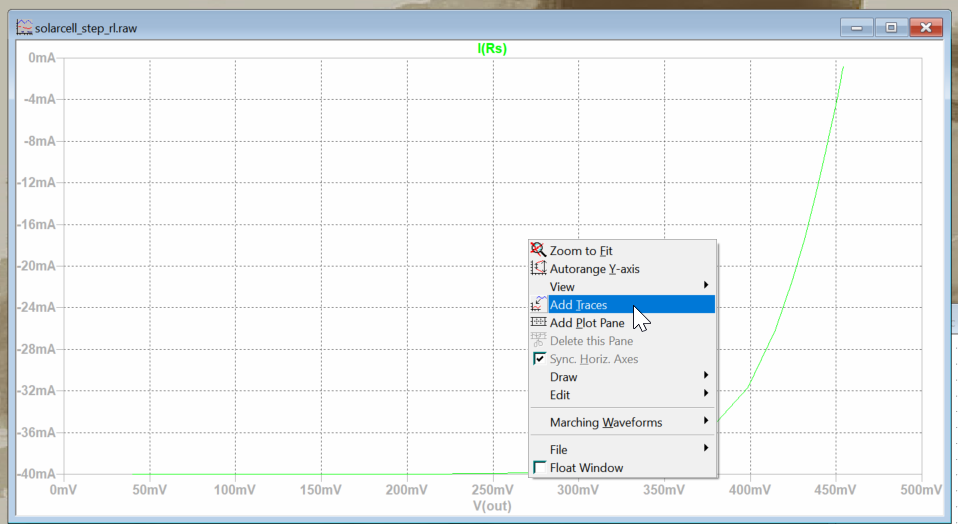 solarcell_step_rl.raw
I(Rs)
0mA
-4mA
-8mA
-12mA
-16mA
-20mA
-24mA
-28mA
-32mA
-36mA
-40mA
Zoom to Fit
Autorange Y-axis
View
Add Traces
Add Plot Pane
Delete this Pane
Sync. Horiz. Axes
Draw
Edit
Marching Waveforms
File
Float Window
0mV 50mV 100mV 150mV 200mV 250mV 300mV 350mV 400mV 450mV 500mV
V(out)